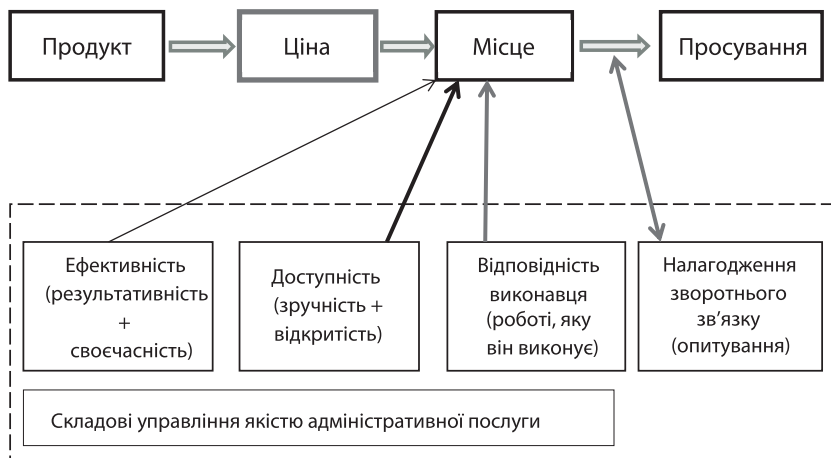 Продукт
Ціна
Місце
Просування
Ефективність
(результативність
+
своєчасність)
Доступність
(зручність +
відкритість)
Відповідність
виконавця
(роботі, яку
він виконує)
Налагодження
зворотнього
зв’язку
(опитування)
Складові управління якістю адміністративної послуги